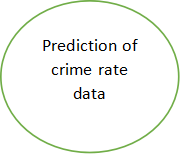 Prediction of
crime rate
data